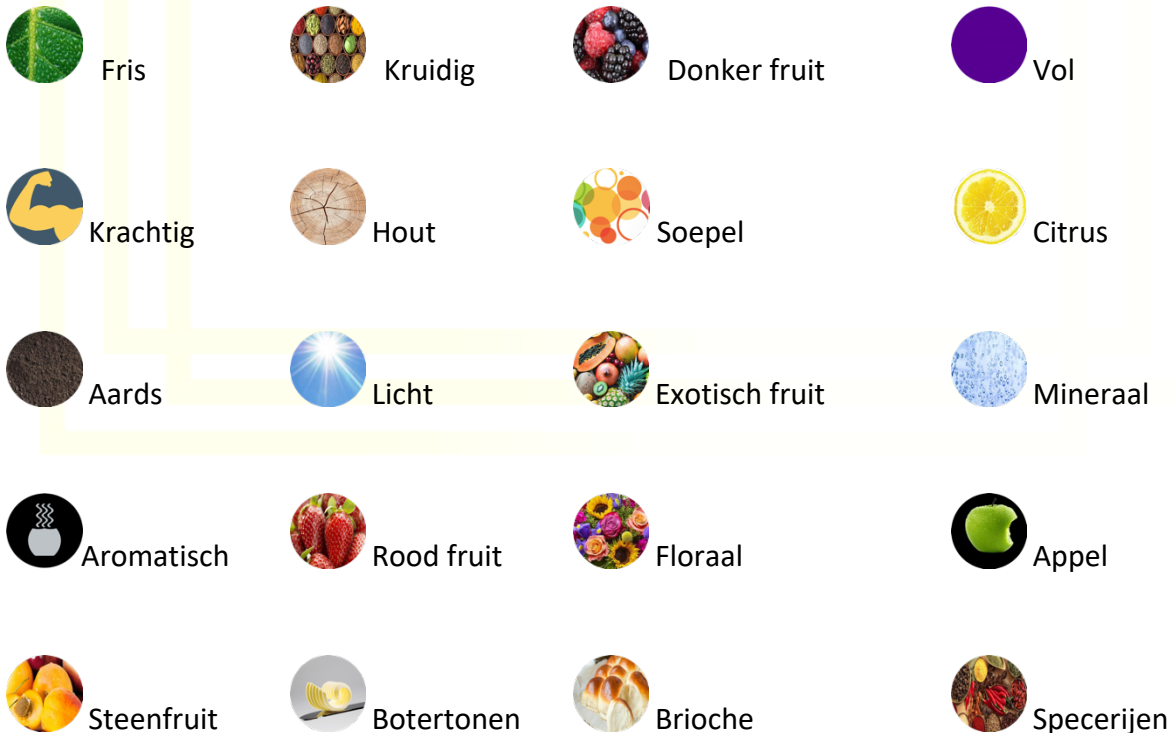 Fris Kruidig Donker fruit Vol
Krachtig Hout Soepel Citrus
Aards Licht Exotisch fruit Mineraal
Aromatisch Rood fruit Floraal Appel
Steenfruit Botertonen Brioche Specerijen